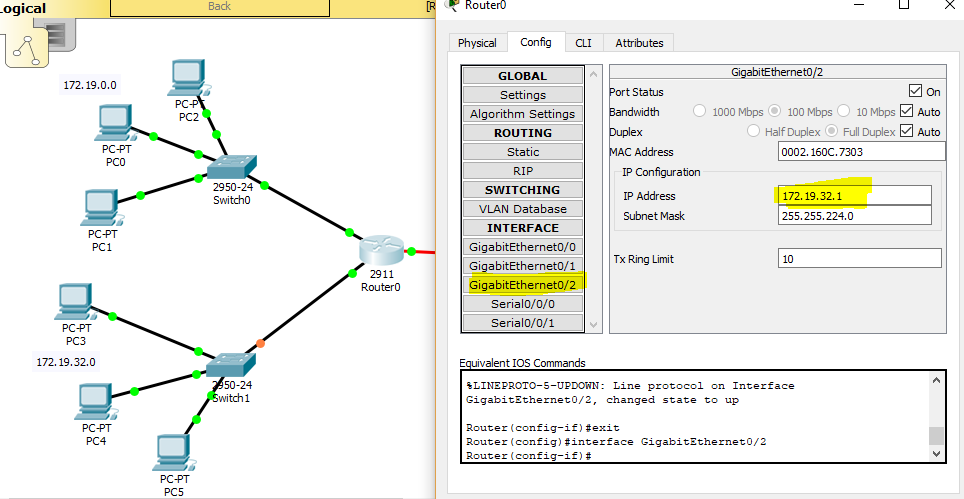 Logical
Back
[R
Router0
Physical
Config
CLI
Attributes
172.19.0.0
PC-PT
PC2
PC-PT
PC0
2950-24
Switch0
PC-PT
PC1
2911
Router0
PC-PT
PC3
172.19.32.0
2950-24
Switch1
PC-PT
PC4
PC-PT
PC5
GLOBAL
Settings
Algorithm Settings
ROUTING
Static
RIP
SWITCHING
VLAN Database
INTERFACE
GigabitEthernet0/0
GigabitEthernet0/1
GigabitEthernet0/2
Serial0/0/0
Serial0/0/1
GigabitEthernet0/2
Port Status On
Bandwidth 1000 Mbps 100 Mbps 10 Mbps Auto
Duplex Half Duplex Full Duplex Auto
MAC Address 0002.160C.7303
IP Configuration
IP Address 172.19.32.1
Subnet Mask 255.255.224.0
Tx Ring Limit 10
Equivalent IOS Commands
%LINEPROTO-5-UPDOWN: Line protocol on Interface
GigabitEthernet0/2, changed state to up
Router(config-if)#exit
Router(config)#interface GigabitEthernet0/2
Router(config-if)#